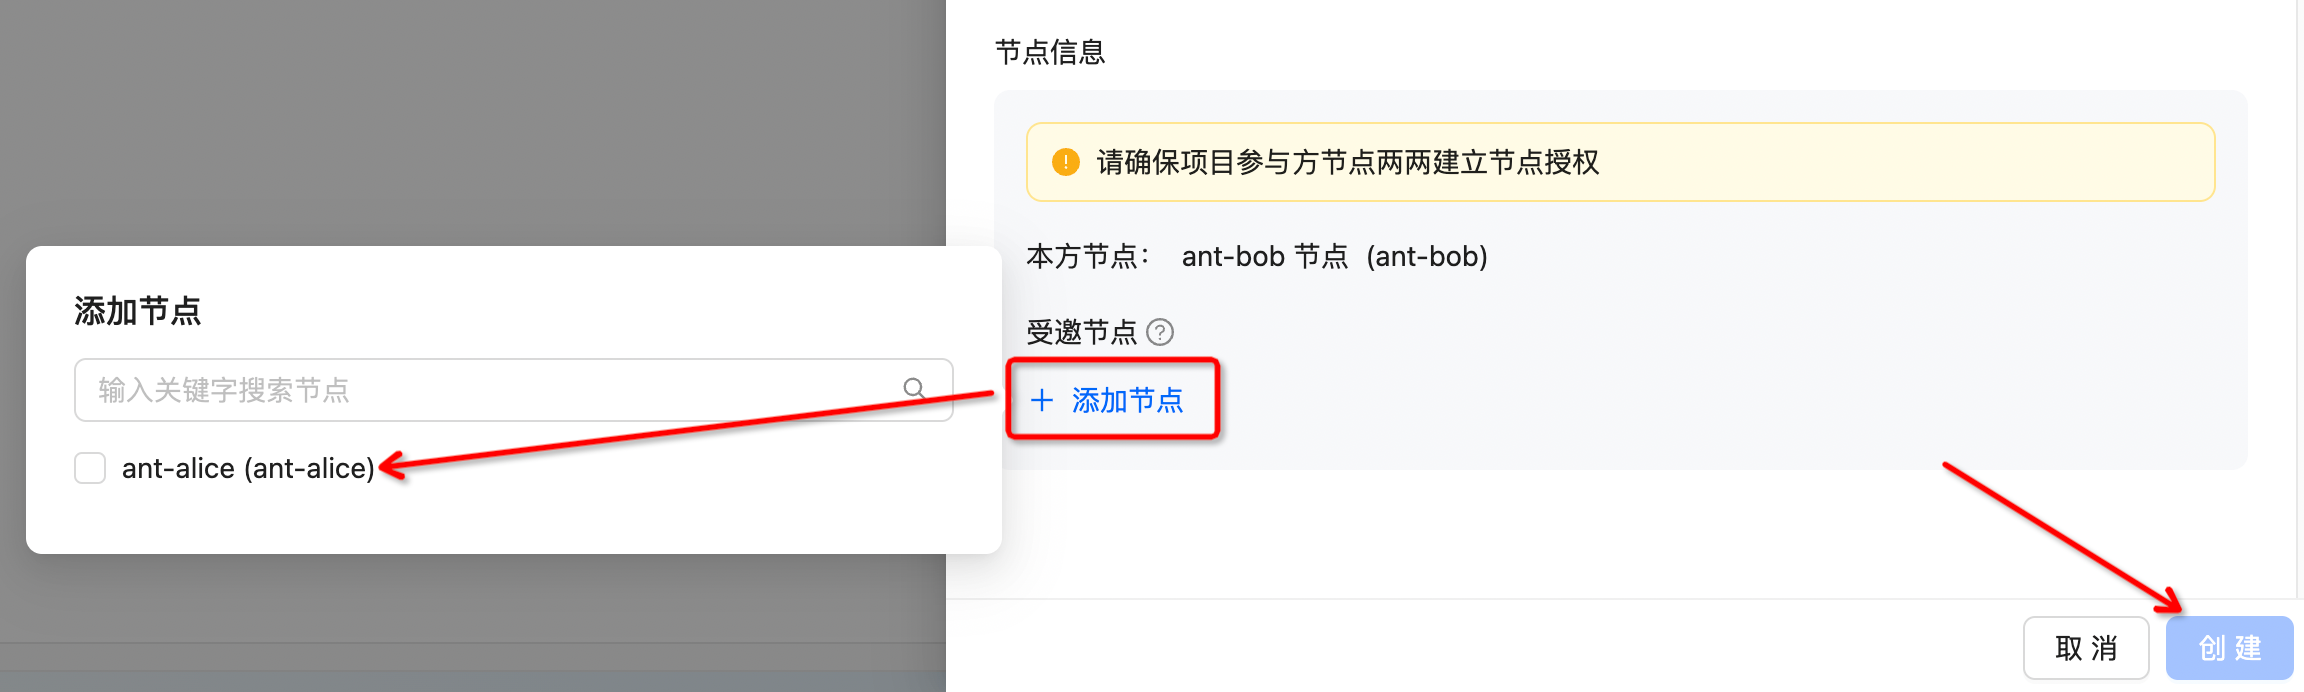 节点信息
请确保项目参与方节点两两建立节点授权
本方节点： ant-bob 节点 (ant-bob)
受邀节点
+ 添加节点
添加节点
输入关键字搜索节点
ant-alice (ant-alice)
取 消
创 建